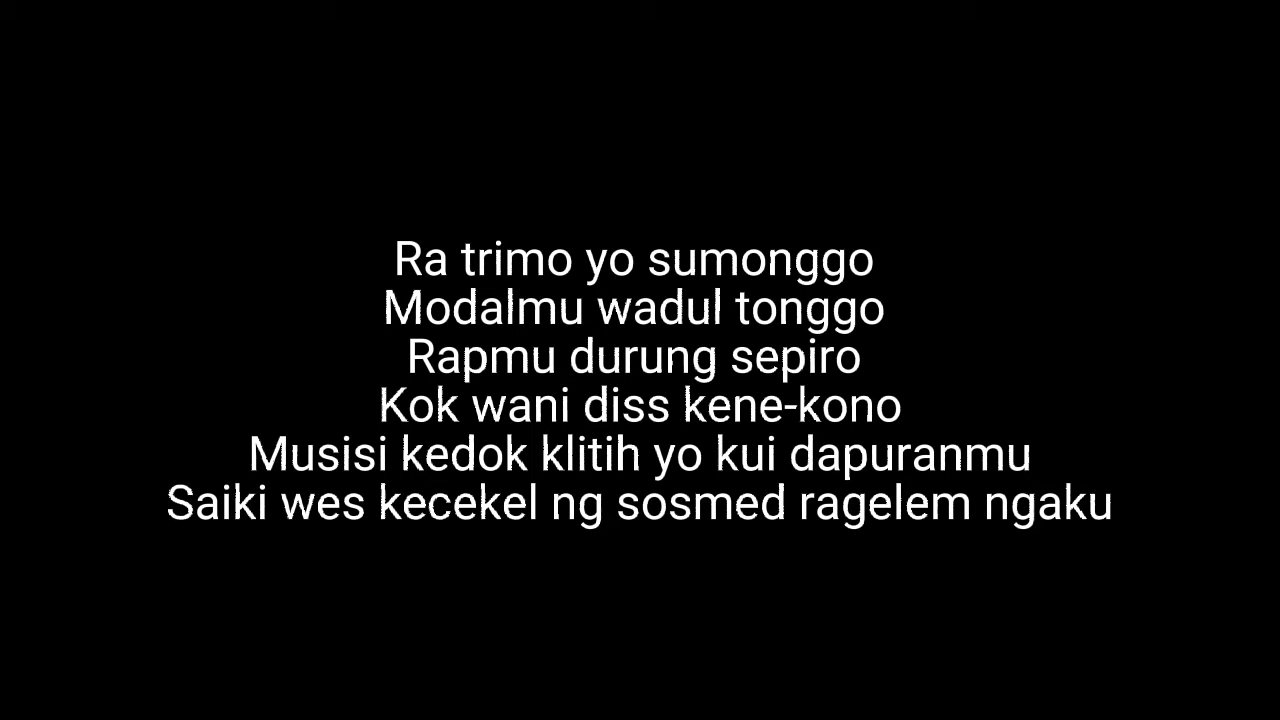 Ra trimo yo sumonggo
Modalmu wadul tonggo
Rapmu durung sepiro
Kok wani diss kene-kono
Musisi kedok klitih yo kui dapuranmu
Saiki wes kecekel ng sosmed ragelem ngaku